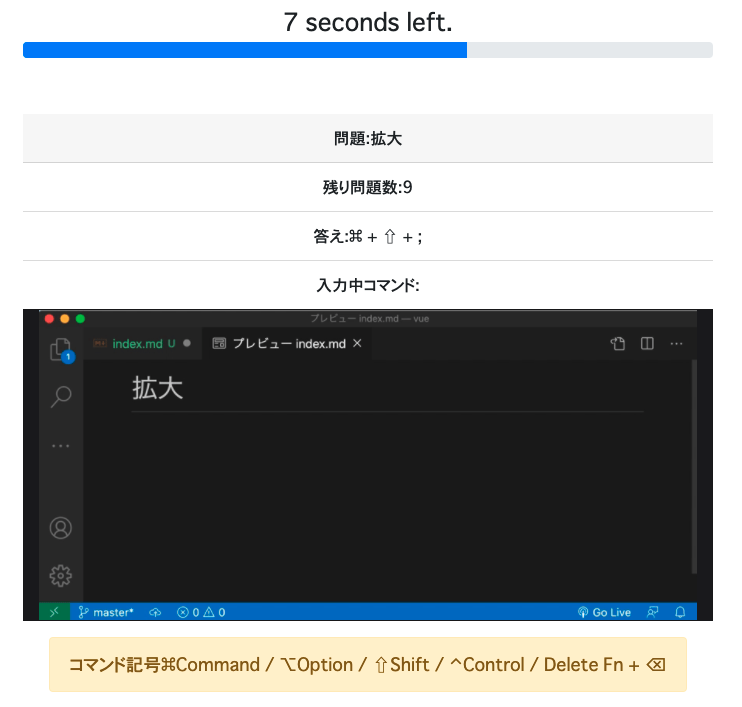 7 seconds left.
問題:拡大
残り問題数:9
答え:⌘ + ⇧ + ;
入力中コマンド:
プレビュー index.md — vue
index.md U ●
プレビュー index.md ×
1
拡大
master*
0 0
Go Live
コマンド記号⌘Command / ⌥Option / ⇧Shift / ^Control / Delete Fn + ⌫